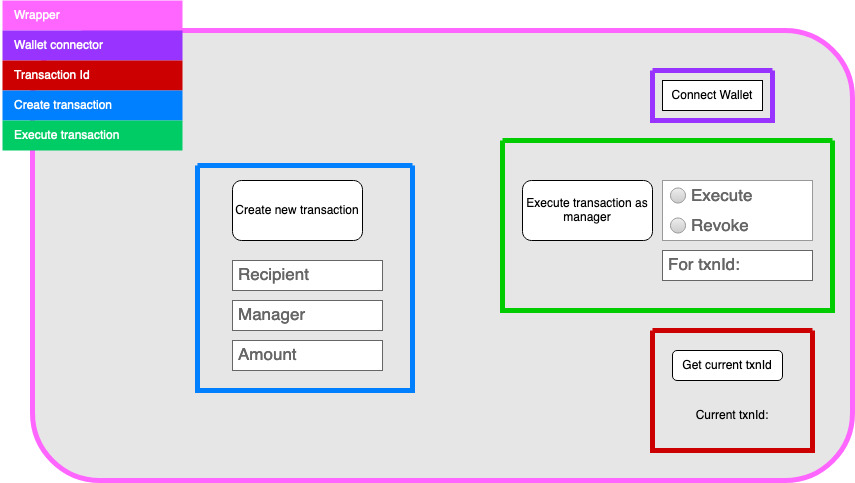 Wrapper
Wallet connector
Transaction Id
Create transaction
Execute transaction
Connect Wallet
Create new transaction
Recipient
Manager
Amount
Execute transaction as
manager
Execute
Revoke
For txnId:
Get current txnId
Current txnId: